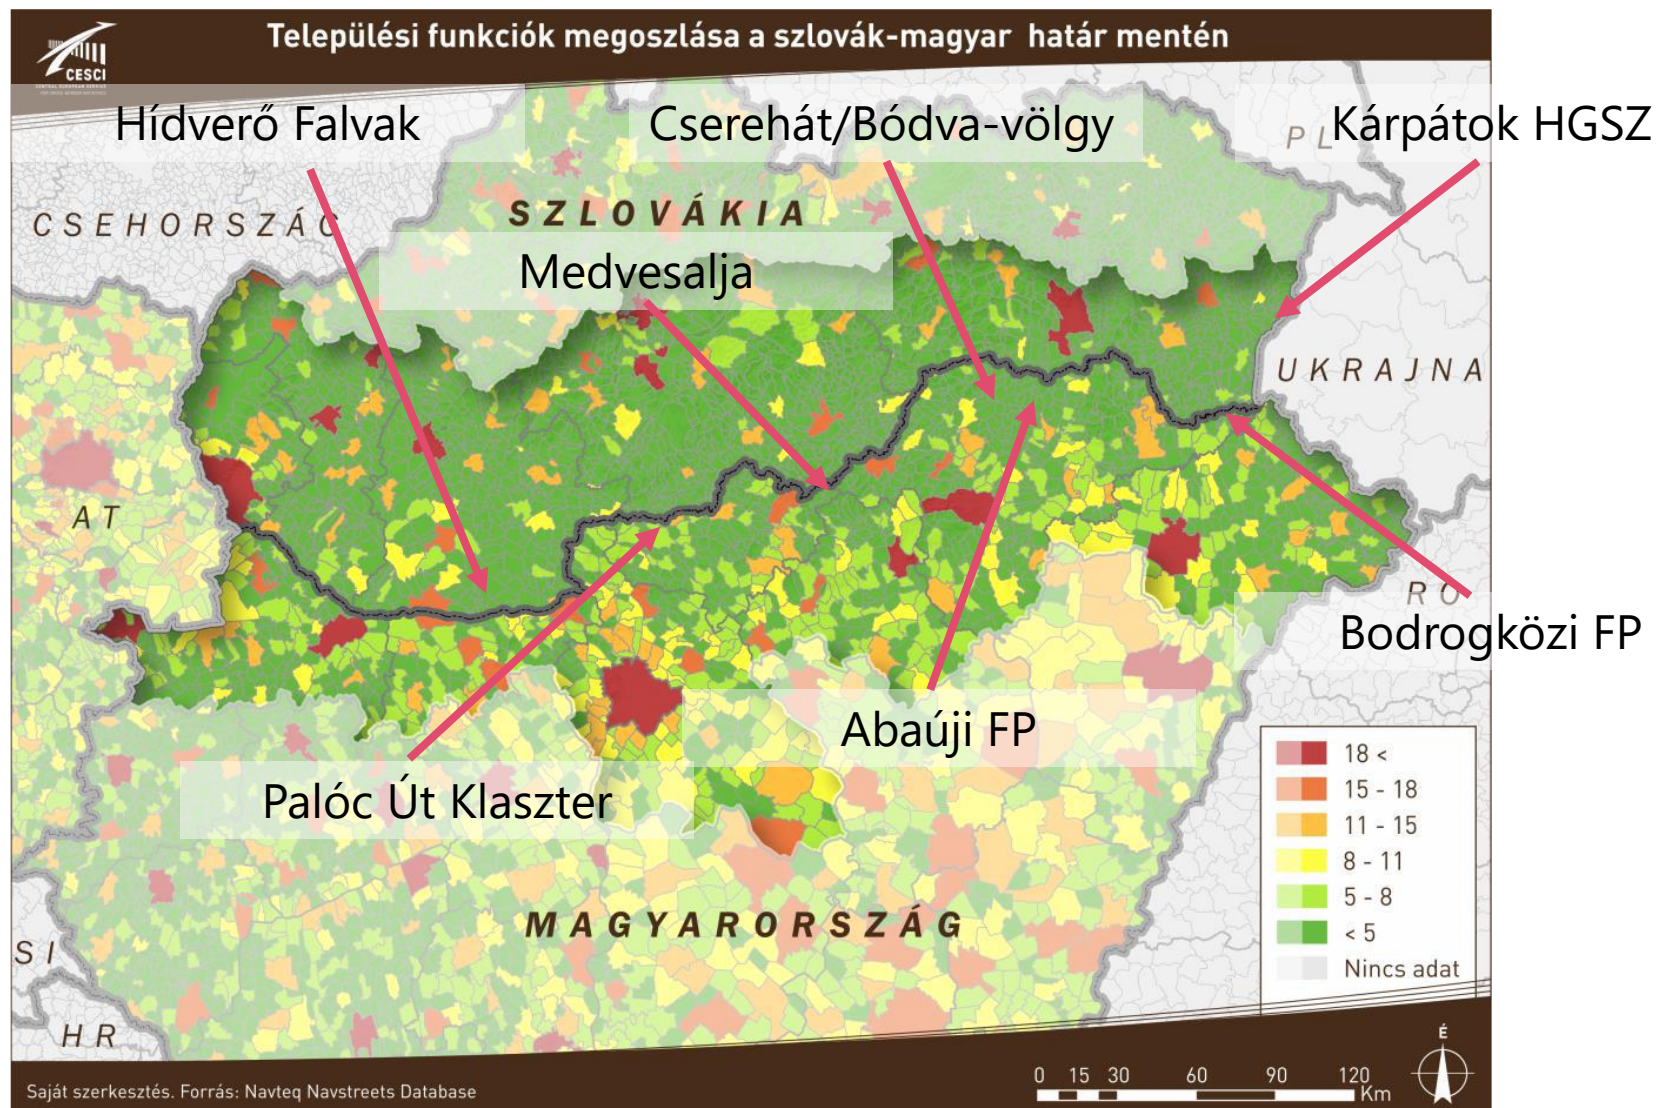 Települési funkciók megoszlása a szlovák-magyar határ mentén
CESCI
Hídverő Falvak
Cserehát/Bódva-völgy
Kárpátok HGSZ
PL
CSEHORSZÁG
SZLOVÁKIA
Medvesalja
UKRAJNA
AT
RO
Bodrogközi FP
Abaúji FP
Palóc Út Klaszter
18 <
15 - 18
11 - 15
8 - 11
5 - 8
< 5
Nincs adat
MAGYARORSZÁG
SI
HR
É
0 15 30 60 90 120
Km
Saját szerkesztés. Forrás: Navteq Navstreets Database